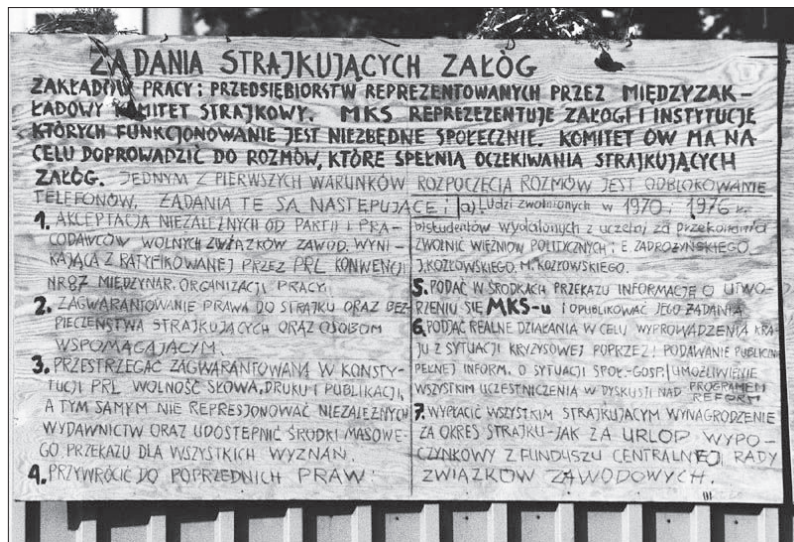 ŻĄDANIA STRAJKUJĄCYCH ZAŁÓG
ZAKŁADÓW PRACY I PRZEDSIĘBIORSTW REPREZENTOWANYCH PRZEZ MIĘDZYZAK-
ŁADOWY KOMITET STRAJKOWY. MKS REPREZEZENTUJE ZAŁOGI I INSTYTUCJE
KTÓRYCH FUNKCJONOWANIE JEST NIEZBĘDNE SPOŁECZNIE. KOMITET ÓW MA NA
CELU DOPROWADZIĆ DO ROZMÓW, KTÓRE SPEŁNIĄ OCZEKIWANIA STRAJKUJĄCYCH
ZAŁÓG. JEDNYM Z PIERWSZYCH WARUNKÓW ROZPOCZĘCIA ROZMÓW JEST ODBLOKOWANIE
TELEFONÓW. ŻĄDANIA TE SĄ NASTĘPUJĄCE:
1. AKCEPTACJA NIEZALEŻNYCH OD PARTII I PRA-
CODAWCÓW WOLNYCH ZWIĄZKÓW ZAWOD. WYNI-
KAJĄCA Z RATYFIKOWANEJ PRZEZ PRL KONWENCJI
NR87 MIĘDZYNAR. ORGANIZACJI PRACY.
2. ZAGWARANTOWANIE PRAWA DO STRAJKU ORAZ BEZ-
PIECZEŃSTWA STRAJKUJĄCYCH ORAZ OSOBOM
WSPOMAGAJĄCYM.
3. PRZESTRZEGAĆ ZAGWARANTOWANĄ W KONSTY-
TUCJI PRL WOLNOŚĆ SŁOWA, DRUKU I PUBLIKACJI,
A TYM SAMYM NIE REPRESJONOWAĆ NIEZALEŻNYCH
WYDAWNICTW ORAZ UDOSTĘPNIĆ ŚRODKI MASOWE-
GO PRZEKAZU DLA WSZYSTKICH WYZNAŃ.
4. PRZYWRÓCIĆ DO POPRZEDNICH PRAW:
a) Ludzi zwolnionych w 1970 i 1976 r.
b) studentów wydalonych z uczelni za przekonania
ZWOLNIĆ WIĘŹNIÓW POLITYCZNYCH: E. ZADROŻYŃSKIEGO,
J. KOZŁOWSKIEGO, M. KOZŁOWSKIEGO.
5. PODAĆ W ŚRODKACH PRZEKAZU INFORMACJĘ O UTWO-
RZENIU SIĘ MKS-u I OPUBLIKOWAĆ JEGO ŻĄDANIA
6. PODJĄĆ REALNE DZIAŁANIA W CELU WYPROWADZENIA KRA-
JU Z SYTUACJI KRYZYSOWEJ POPRZEZ: PODAWANIE PUBLICZNIE
PEŁNEJ INFORM. O SYTUACJI SPOŁ-GOSP, UMOŻLIWIENIE
WSZYSTKIM UCZESTNICZENIA W DYSKUSJI NAD PROGRAMEM
REFORM
7. WYPŁACIĆ WSZYSTKIM STRAJKUJĄCYM WYNAGRODZENIE
ZA OKRES STRAJKU-JAK ZA URLOP WYPO-
CZYNKOWY Z FUNDUSZU CENTRALNEJ RADY
ZWIĄZKÓW ZAWODOWYCH.